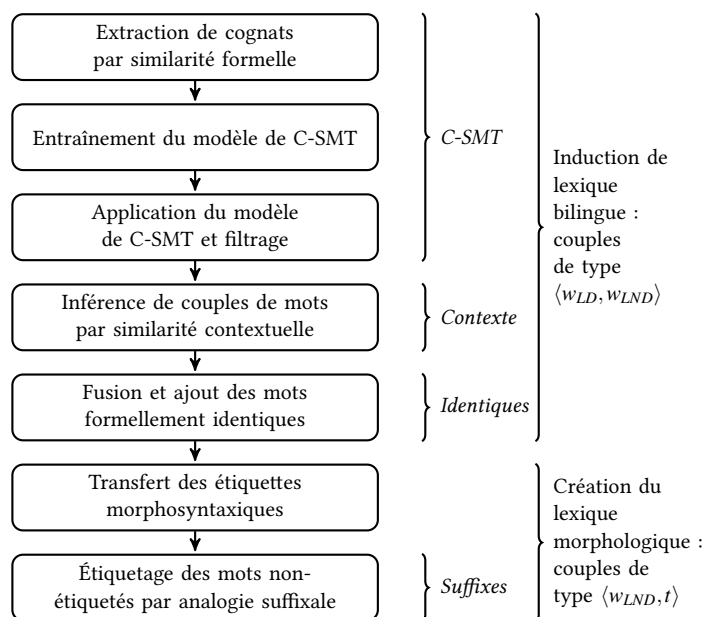 Extraction de cognats
par similarité formelle
Entraînement du modèle de C-SMT
Application du modèle
de C-SMT et filtrage
C-SMT
Inférence de couples de mots
par similarité contextuelle
Contexte
Fusion et ajout des mots
formellement identiques
Identiques
Induction de
lexique
bilingue :
couples
de type
⟨w_LD, w_LND⟩
Transfert des étiquettes
morphosyntaxiques
Étiquetage des mots non-
étiquetés par analogie suffixale
Suffixes
Création du
lexique
morphologique :
couples de
type ⟨w_LND, t⟩